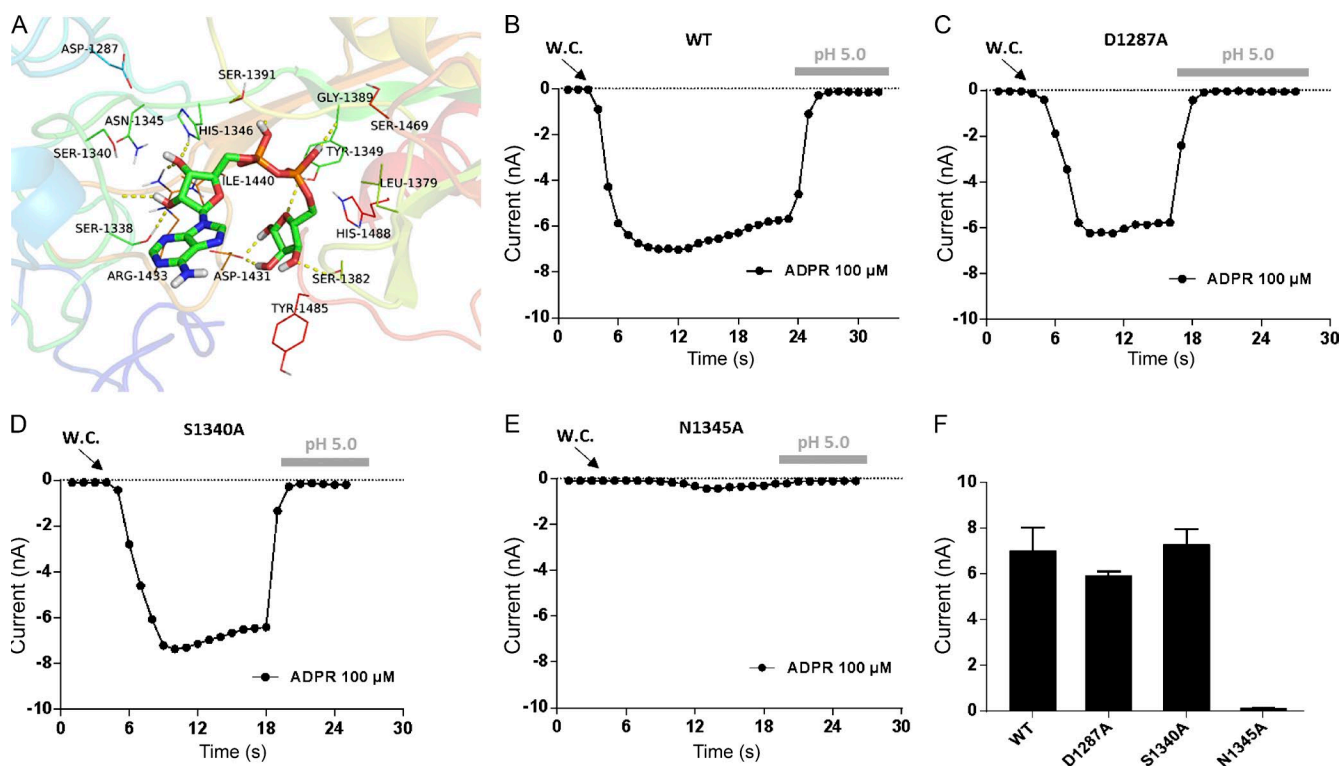 A
ASP-1287
SER-1391
GLY-1389
ASN-1345
HIS-1346
SER-1469
SER-1340
TYR-1349
ILE-1440
LEU-1379
SER-1338
HIS-1488
ARG-1433
ASP-1431
SER-1382
TYR-1485
B
WT
W.C.
pH 5.0
0
-2
-4
-6
-8
-10
Current (nA)
ADPR 100 µM
0 6 12 18 24 30
Time (s)
C
D1287A
W.C.
pH 5.0
0
-2
-4
-6
-8
-10
Current (nA)
ADPR 100 µM
0 6 12 18 24 30
Time (s)
D
S1340A
W.C.
pH 5.0
0
-2
-4
-6
-8
-10
Current (nA)
ADPR 100 µM
0 6 12 18 24 30
Time (s)
E
N1345A
W.C.
pH 5.0
0
-2
-4
-6
-8
-10
Current (nA)
ADPR 100 µM
0 6 12 18 24 30
Time (s)
F
10
8
6
4
2
0
Current (nA)
WT
D1287A
S1340A
N1345A